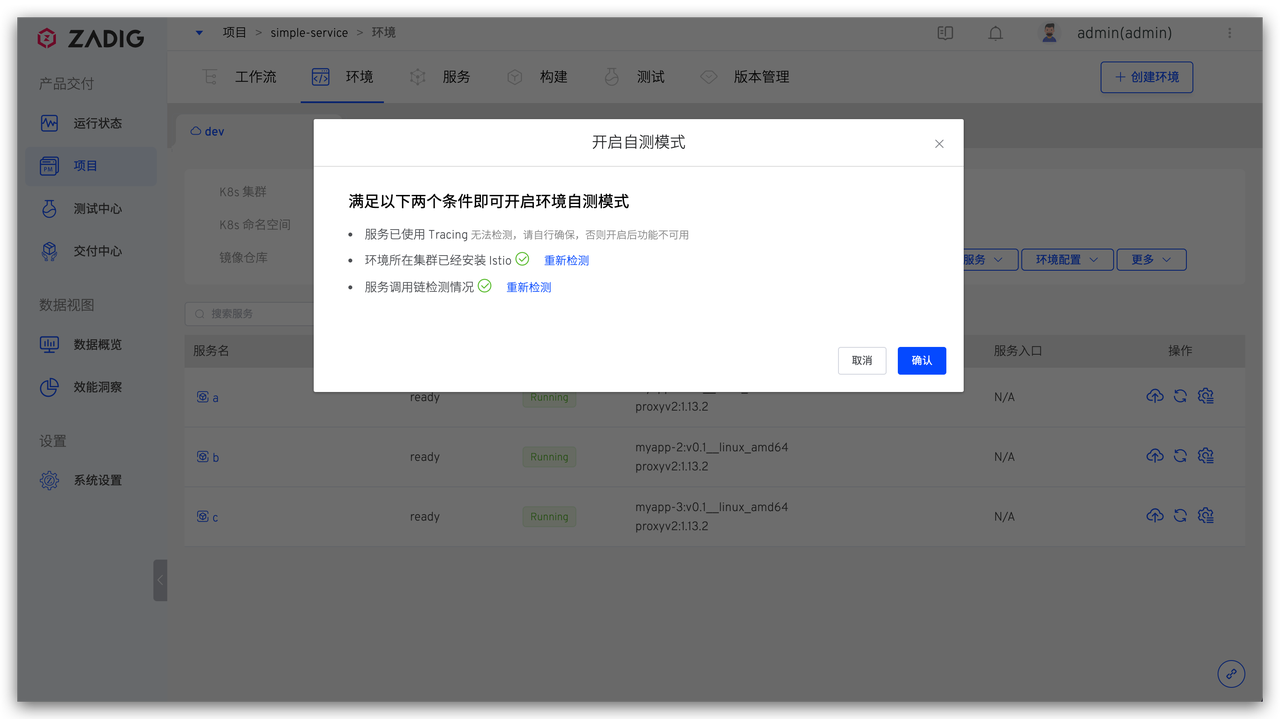 ZADIG
项目 > simple-service > 环境
admin(admin)
产品交付
工作流
环境
服务
构建
测试
版本管理
+ 创建环境
运行状态
项目
测试中心
交付中心
数据视图
数据概览
效能洞察
设置
系统设置
dev
K8s 集群
K8s 命名空间
镜像仓库
服务
环境配置
更多
搜索服务
开启自测模式
满足以下两个条件即可开启环境自测模式
服务已使用 Tracing 无法检测，请自行确保，否则开启后功能不可用
环境所在集群已经安装 Istio 重新检测
服务调用链检测情况 重新检测
取消
确认
服务名
服务入口
操作
a ready Running N/A
proxyv2:1.13.2
b ready Running myapp-2:v0.1__linux_amd64 N/A
proxyv2:1.13.2
c ready Running myapp-3:v0.1__linux_amd64 N/A
proxyv2:1.13.2